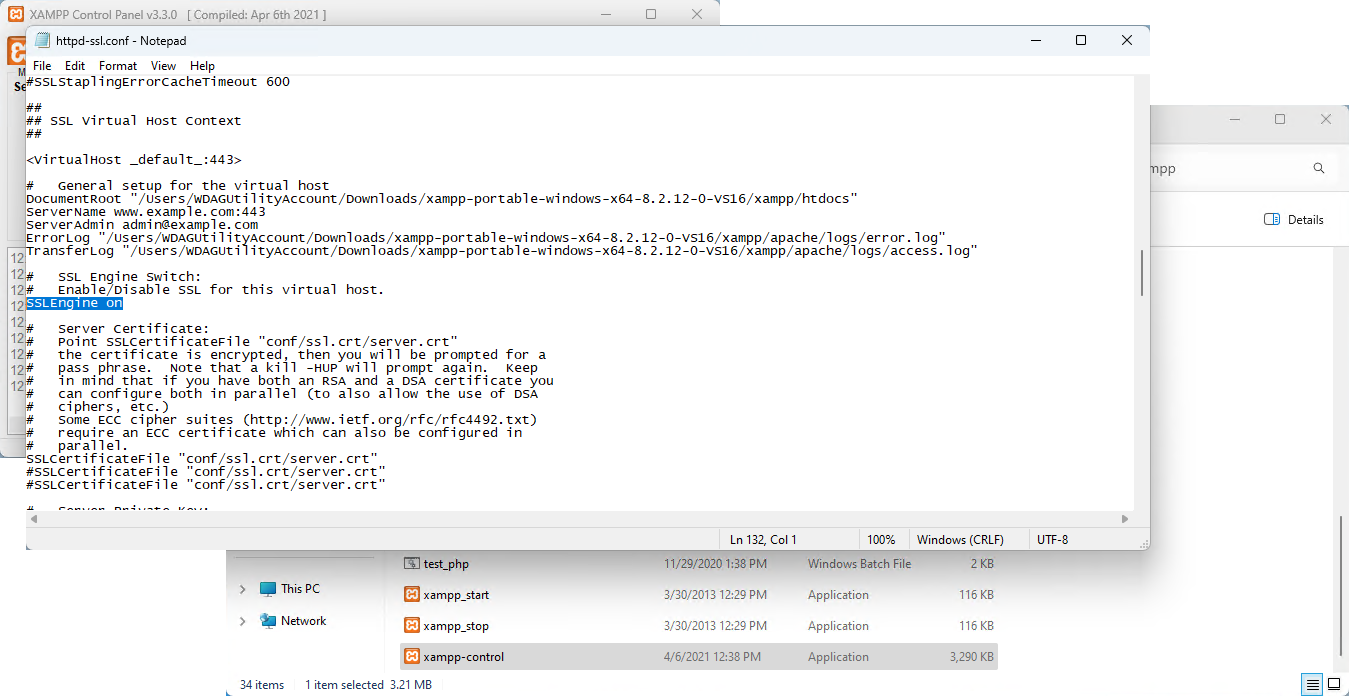 XAMPP Control Panel v3.3.0 [ Compiled: Apr 6th 2021 ]
httpd-ssl.conf - Notepad
File Edit Format View Help
#SSLStaplingErrorCacheTimeout 600
##
## SSL Virtual Host Context
##
<VirtualHost _default_:443>
#   General setup for the virtual host
DocumentRoot "/Users/WDAGUtilityAccount/Downloads/xampp-portable-windows-x64-8.2.12-0-VS16/xampp/htdocs"
ServerName www.example.com:443
ServerAdmin admin@example.com
ErrorLog "/Users/WDAGUtilityAccount/Downloads/xampp-portable-windows-x64-8.2.12-0-VS16/xampp/apache/logs/error.log"
TransferLog "/Users/WDAGUtilityAccount/Downloads/xampp-portable-windows-x64-8.2.12-0-VS16/xampp/apache/logs/access.log"
#   SSL Engine Switch:
#   Enable/Disable SSL for this virtual host.
SSLEngine on
#   Server Certificate:
#   Point SSLCertificateFile "conf/ssl.crt/server.crt"
#   the certificate is encrypted, then you will be prompted for a
#   pass phrase.  Note that a kill -HUP will prompt again.  Keep
#   in mind that if you have both an RSA and a DSA certificate you
#   can configure both in parallel (to also allow the use of DSA
#   ciphers, etc.)
#   Some ECC cipher suites (http://www.ietf.org/rfc/rfc4492.txt)
#   require an ECC certificate which can also be configured in
#   parallel.
SSLCertificateFile "conf/ssl.crt/server.crt"
#SSLCertificateFile "conf/ssl.crt/server.crt"
#SSLCertificateFile "conf/ssl.crt/server.crt"
#   Server Private Key:
Ln 132, Col 1 100% Windows (CRLF) UTF-8
mpp
Details
test_php 11/29/2020 1:38 PM Windows Batch File 2 KB
This PC
xampp_start 3/30/2013 12:29 PM Application 116 KB
Network
xampp_stop 3/30/2013 12:29 PM Application 116 KB
xampp-control 4/6/2021 12:38 PM Application 3,290 KB
34 items 1 item selected 3.21 MB